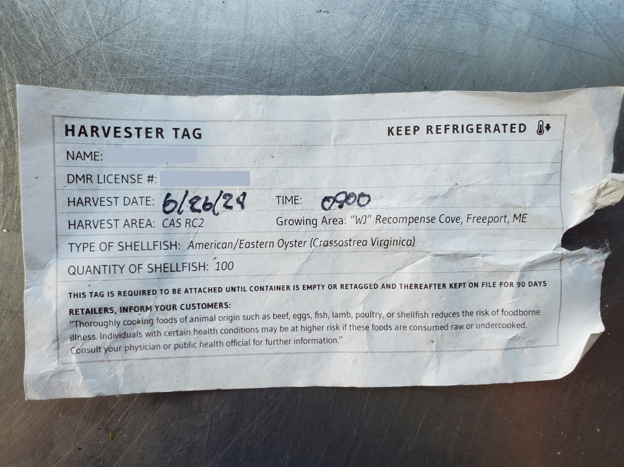 HARVESTER TAG KEEP REFRIGERATED
NAME:
DMR LICENSE #:
HARVEST DATE: 6/26/24 TIME: 0900
HARVEST AREA: CAS RC2 Growing Area: "WJ" Recompense Cove, Freeport, ME
TYPE OF SHELLFISH: American/Eastern Oyster (Crassostrea Virginica)
QUANTITY OF SHELLFISH: 100
THIS TAG IS REQUIRED TO BE ATTACHED UNTIL CONTAINER IS EMPTY OR RETAGGED AND THEREAFTER KEPT ON FILE FOR 90 DAYS
RETAILERS, INFORM YOUR CUSTOMERS:
"Thoroughly cooking foods of animal origin such as beef, eggs, fish, lamb, poultry, or shellfish reduces the risk of foodborne
illness. Individuals with certain health conditions may be at higher risk if these foods are consumed raw or undercooked.
Consult your physician or public health official for further information."